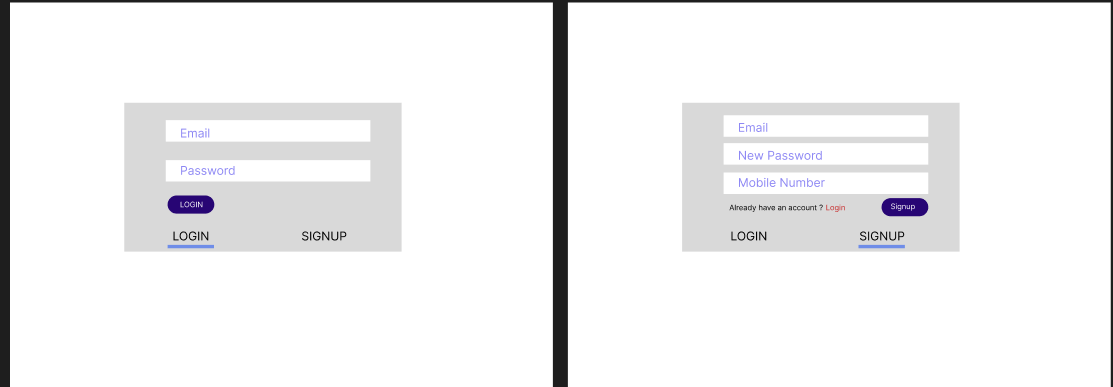 Email
Password
LOGIN
LOGIN SIGNUP
Email
New Password
Mobile Number
Already have an account ? Login Signup
LOGIN SIGNUP